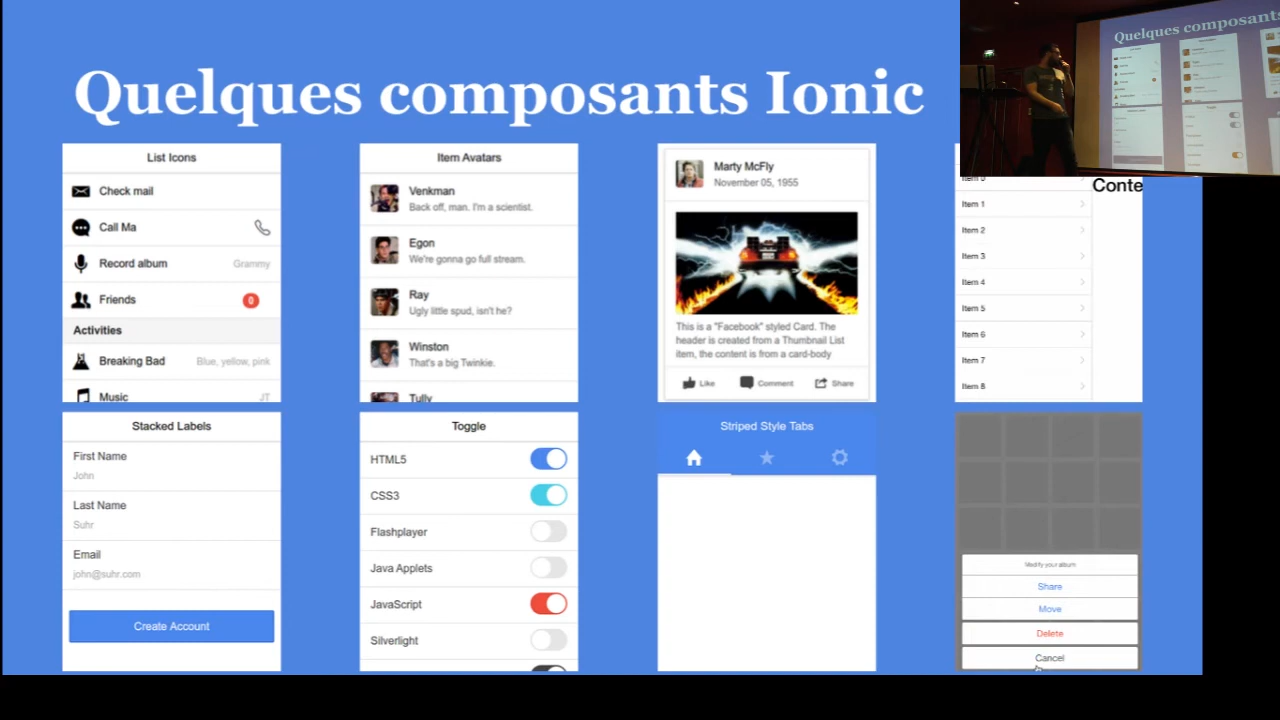 Quelques composants Ionic
Quelques composants
List Icons
Check mail
Call Ma
Record album Grammy
Friends 0
Activities
Breaking Bad Blue, yellow, pink
Music JT
Item Avatars
Venkman
Back off, man. I'm a scientist.
Egon
We're gonna go full stream.
Ray
Ugly little spud, isn't he?
Winston
That's a big Twinkie.
Tully
Marty McFly
November 05, 1955
This is a "Facebook" styled Card. The
header is created from a Thumbnail List
item, the content is from a card-body
Like Comment Share
Item 0
Conte
Item 1
Item 2
Item 3
Item 4
Item 5
Item 6
Item 7
Item 8
Stacked Labels
First Name
John
Last Name
Suhr
Email
john@suhr.com
Create Account
Toggle
HTML5
CSS3
Flashplayer
Java Applets
JavaScript
Silverlight
Striped Style Tabs
Modify your album
Share
Move
Delete
Cancel